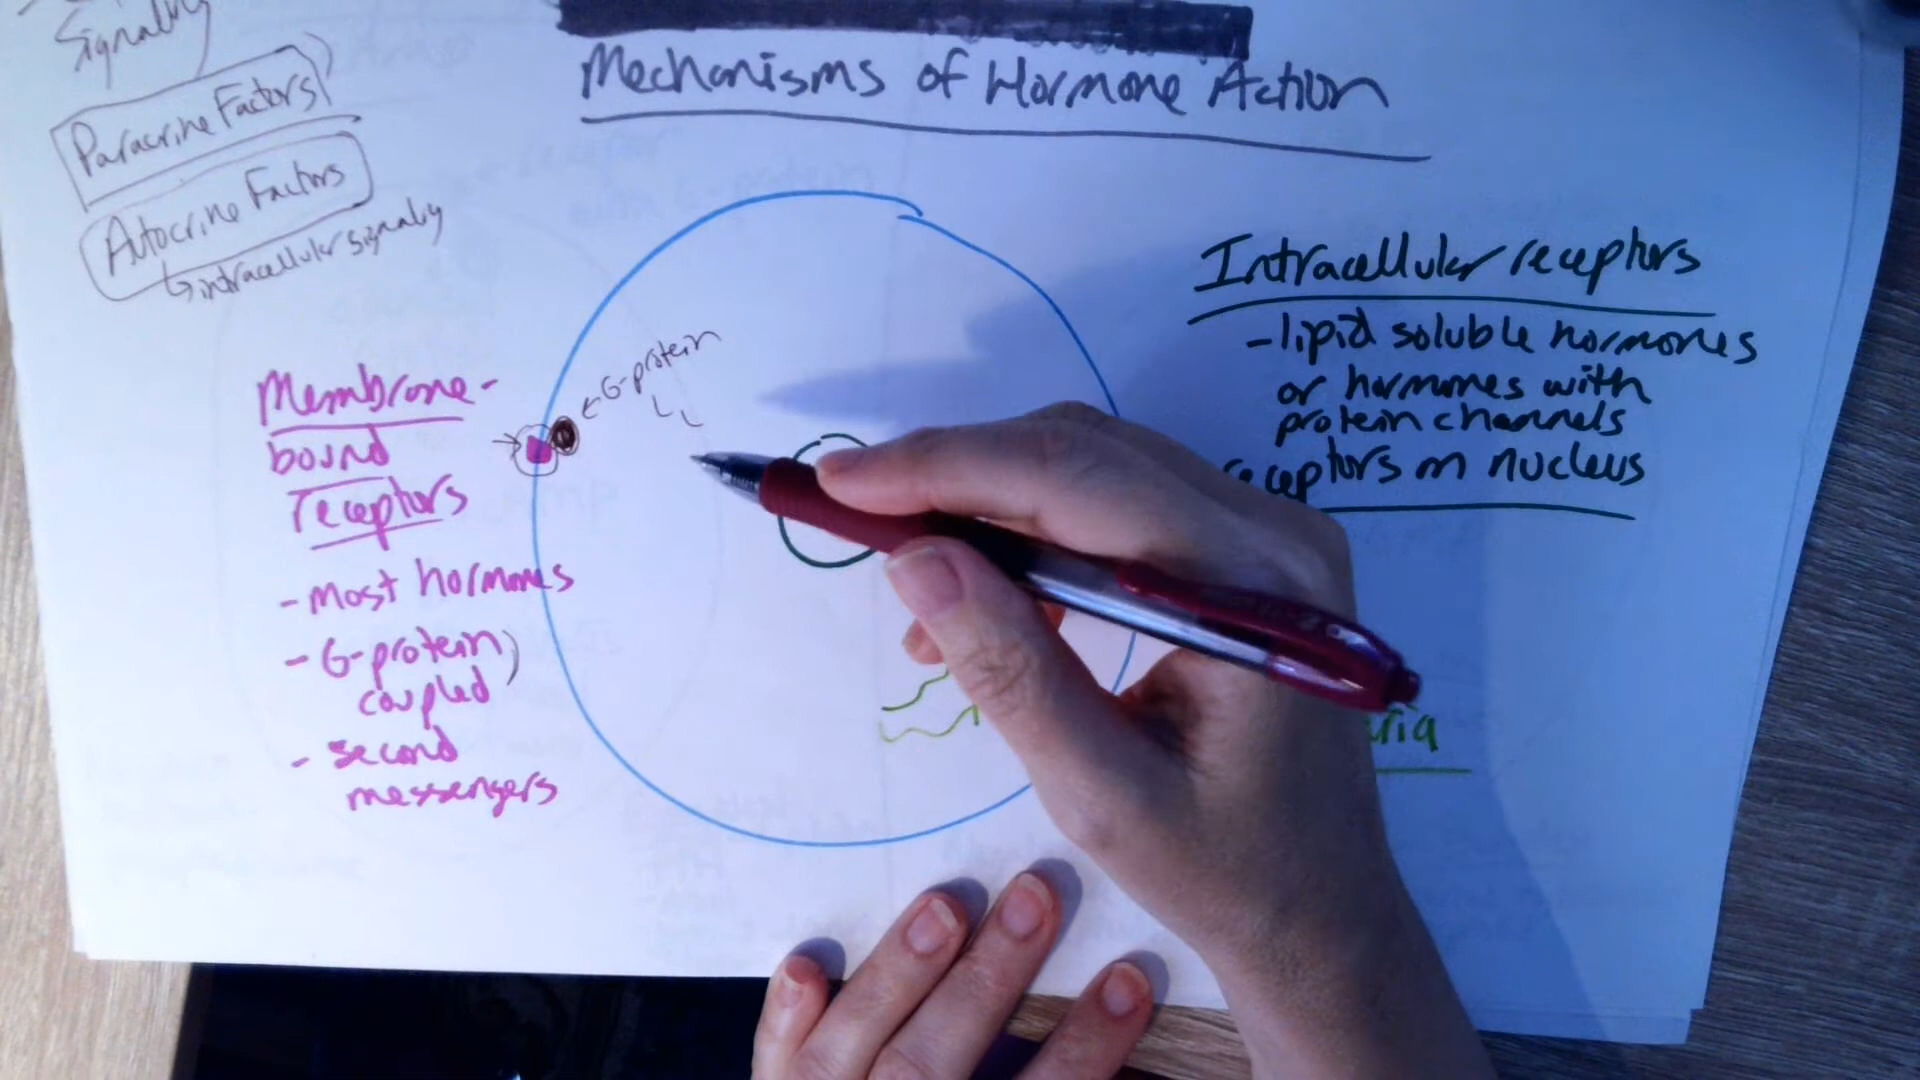 Signaling
Paracrine Factors
Autocrine Factors
intracellular signaling
Mechanisms of Hormone Action
G-protein
Membrane-
bound
receptors
- Most hormones
- G-protein
coupled
- second
messengers
Intracellular receptors
- lipid soluble hormones
or hormones with
protein channels
receptors in nucleus